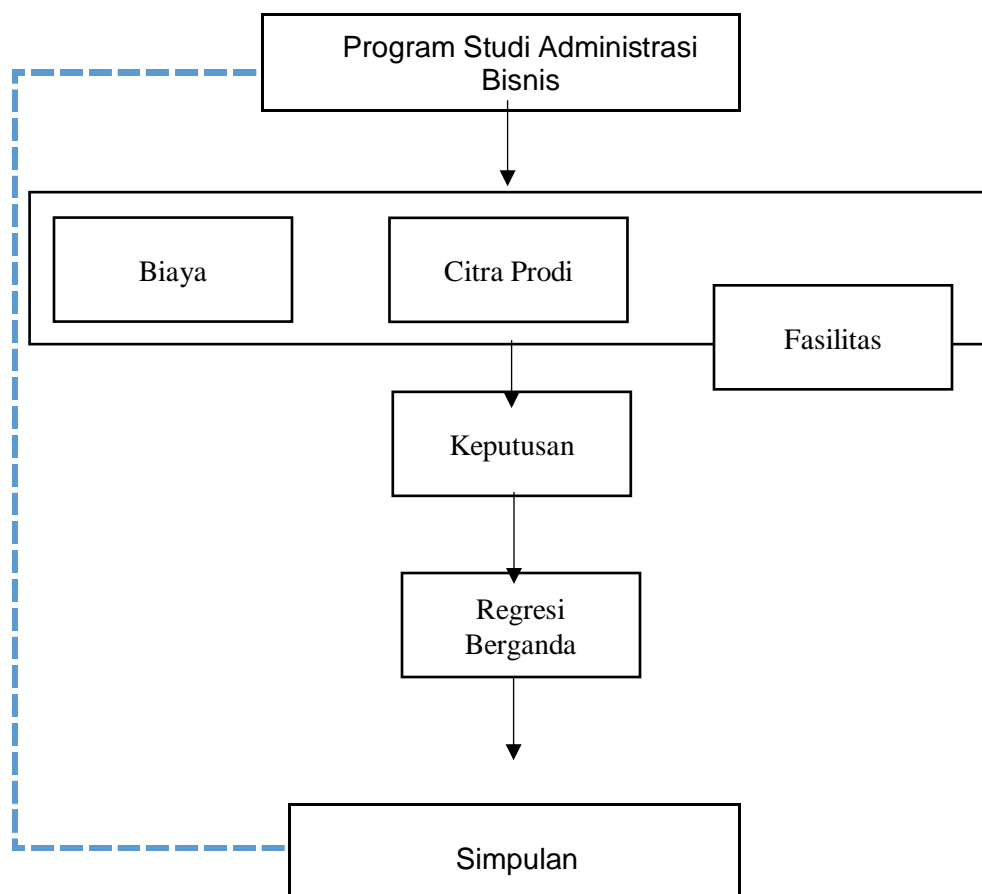 Program Studi Administrasi
Bisnis
Biaya
Citra Prodi
Fasilitas
Keputusan
Regresi
Berganda
Simpulan